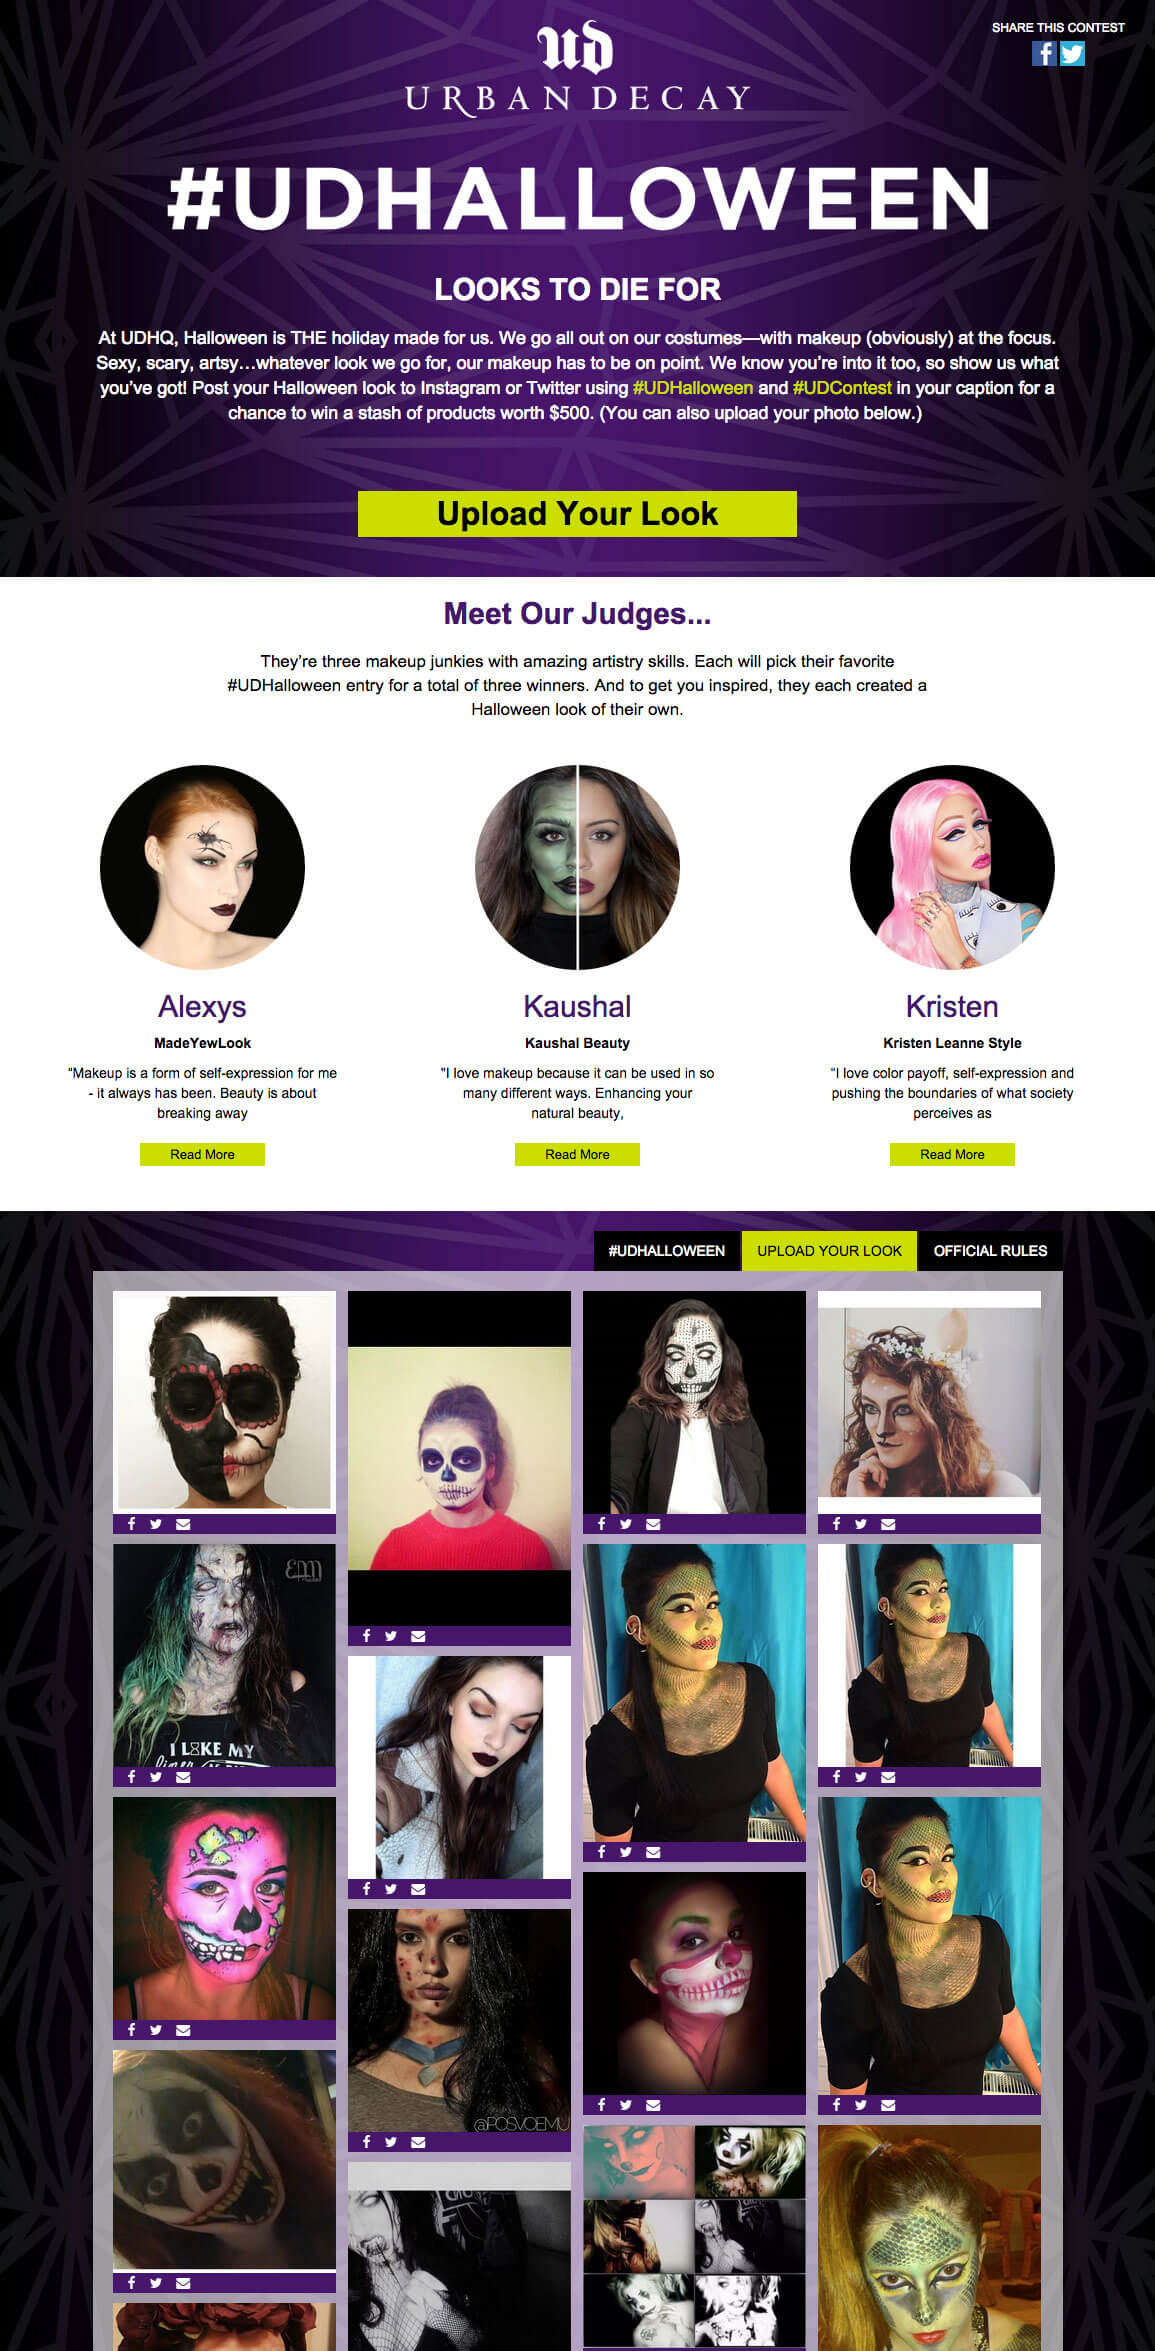 SHARE THIS CONTEST
ud
URBAN DECAY
#UDHALLOWEEN
LOOKS TO DIE FOR
At UDHQ, Halloween is THE holiday made for us. We go all out on our costumes—with makeup (obviously) at the focus.
Sexy, scary, artsy…whatever look we go for, our makeup has to be on point. We know you’re into it too, so show us what
you’ve got! Post your Halloween look to Instagram or Twitter using #UDHalloween and #UDContest in your caption for a
chance to win a stash of products worth $500. (You can also upload your photo below.)
Upload Your Look
Meet Our Judges...
They’re three makeup junkies with amazing artistry skills. Each will pick their favorite
#UDHalloween entry for a total of three winners. And to get you inspired, they each created a
Halloween look of their own.
Alexys
MadeYewLook
“Makeup is a form of self-expression for me
- it always has been. Beauty is about
breaking away
Read More
Kaushal
Kaushal Beauty
"I love makeup because it can be used in so
many different ways. Enhancing your
natural beauty,
Read More
Kristen
Kristen Leanne Style
“I love color payoff, self-expression and
pushing the boundaries of what society
perceives as
Read More
#UDHALLOWEEN
UPLOAD YOUR LOOK
OFFICIAL RULES
I LIKE MY
@POSVOEMU